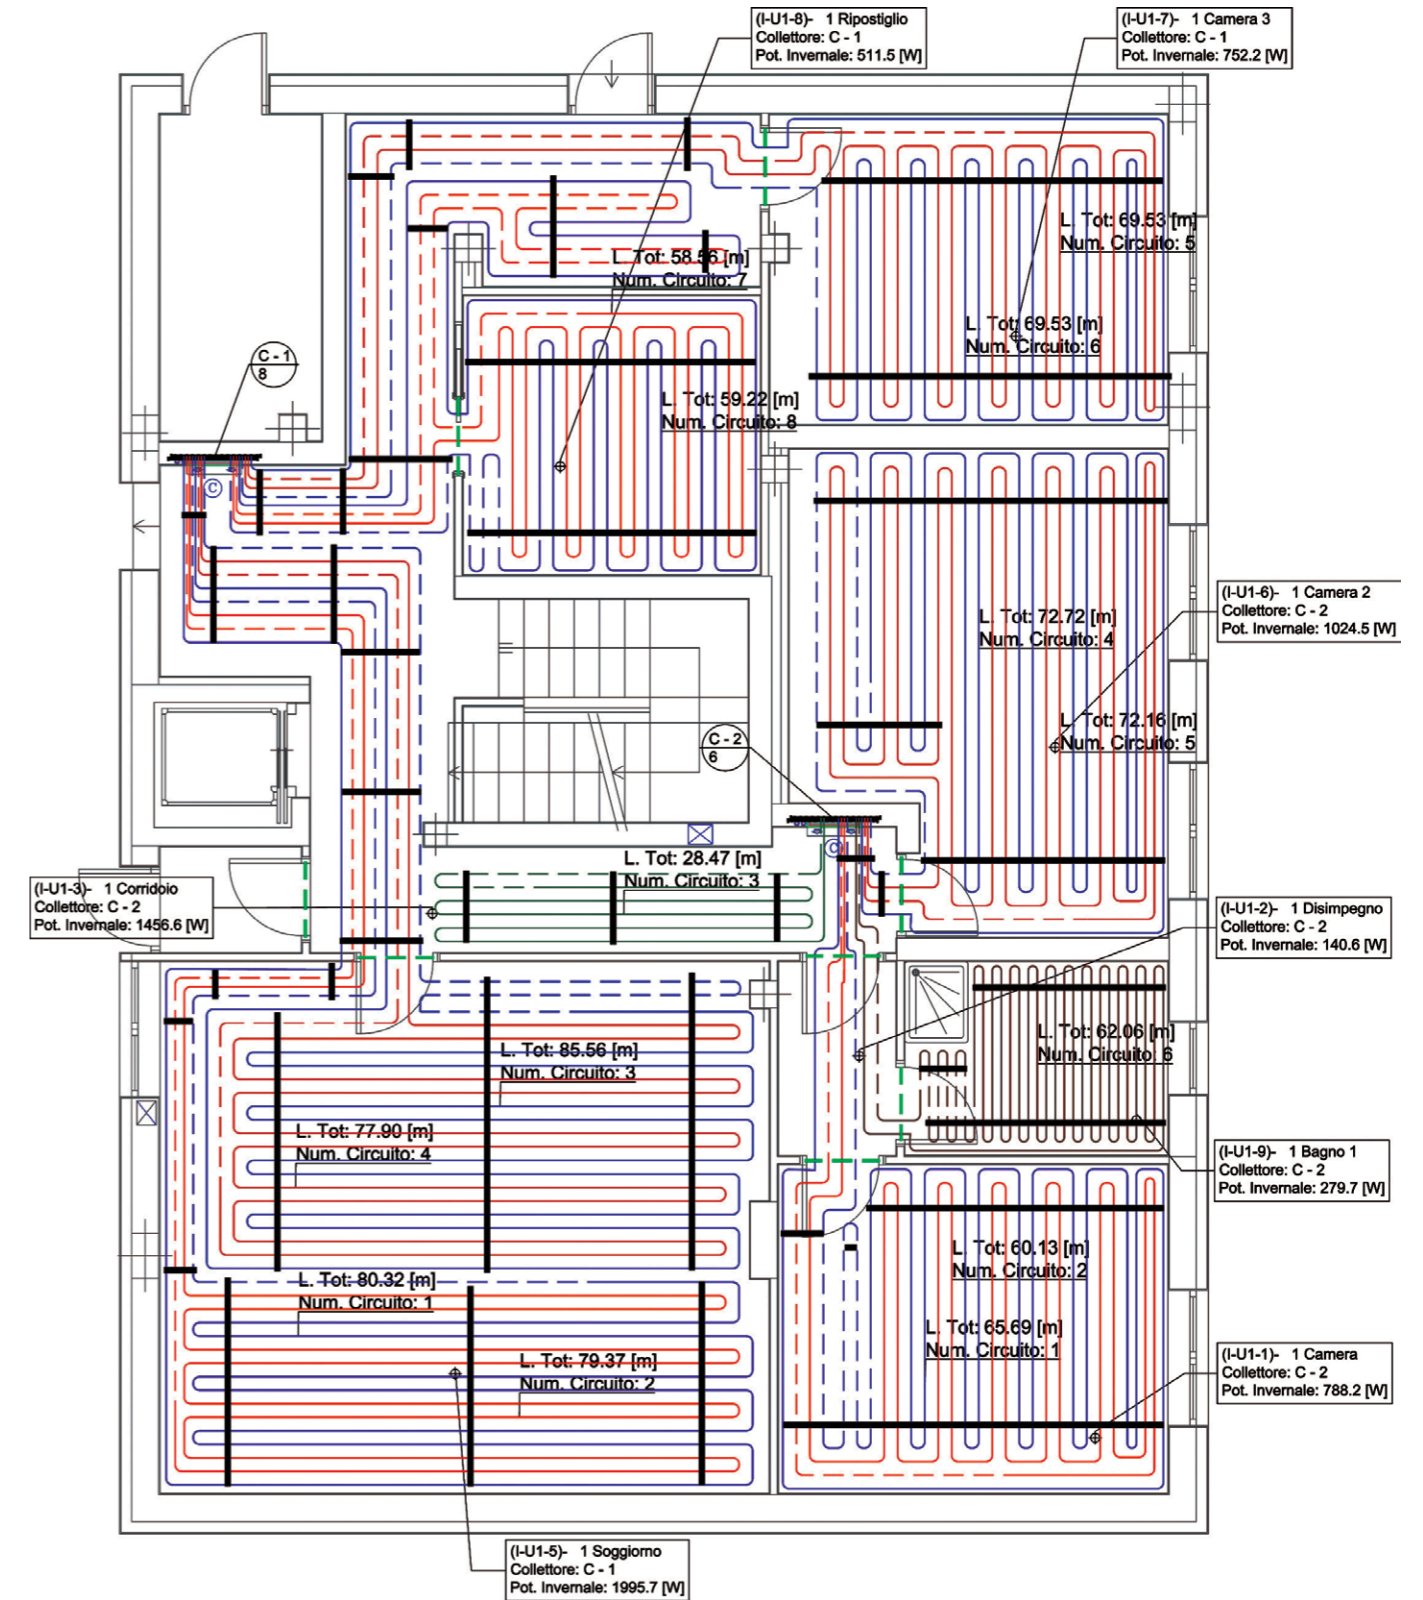 (I-U1-8)- 1 Ripostiglio
Collettore: C - 1
Pot. Invernale: 511.5 [W]
(I-U1-7)- 1 Camera 3
Collettore: C - 1
Pot. Invernale: 752.2 [W]
L. Tot: 69.53 [m]
Num. Circuito: 5
L. Tot: 58.56 [m]
Num. Circuito: 7
L. Tot: 69.53 [m]
Num. Circuito: 6
C - 1
8
L. Tot: 59.22 [m]
Num. Circuito: 8
C
(I-U1-6)- 1 Camera 2
Collettore: C - 2
Pot. Invernale: 1024.5 [W]
L. Tot: 72.72 [m]
Num. Circuito: 4
L. Tot: 72.16 [m]
Num. Circuito: 5
C - 2
6
C
L. Tot: 28.47 [m]
Num. Circuito: 3
(I-U1-3)- 1 Corridoio
Collettore: C - 2
Pot. Invernale: 1456.6 [W]
(I-U1-2)- 1 Disimpegno
Collettore: C - 2
Pot. Invernale: 140.6 [W]
L. Tot: 62.06 [m]
Num. Circuito: 6
L. Tot: 85.56 [m]
Num. Circuito: 3
L. Tot: 77.90 [m]
Num. Circuito: 4
(I-U1-9)- 1 Bagno 1
Collettore: C - 2
Pot. Invernale: 279.7 [W]
L. Tot: 60.13 [m]
Num. Circuito: 2
L. Tot: 80.32 [m]
Num. Circuito: 1
L. Tot: 65.69 [m]
Num. Circuito: 1
L. Tot: 79.37 [m]
Num. Circuito: 2
(I-U1-1)- 1 Camera
Collettore: C - 2
Pot. Invernale: 788.2 [W]
(I-U1-5)- 1 Soggiorno
Collettore: C - 1
Pot. Invernale: 1995.7 [W]